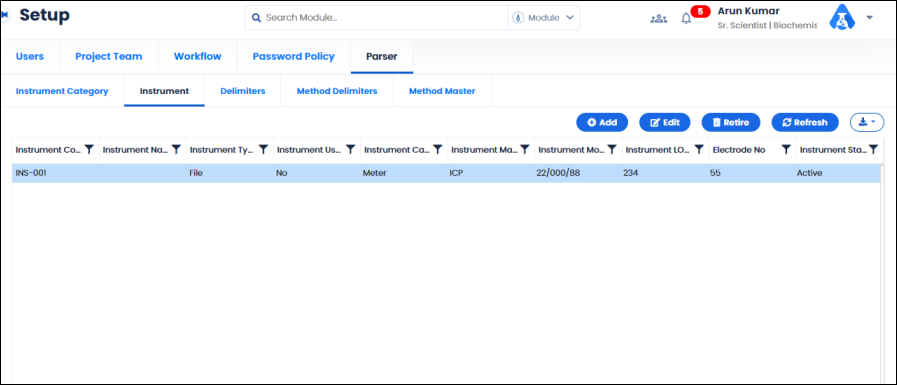 Setup
Search Module..
Module
5
Arun Kumar
Sr. Scientist | Biochemis
Users Project Team Workflow Password Policy Parser
Instrument Category Instrument Delimiters Method Delimiters Method Master
Add Edit Retire Refresh
Instrument Co... Instrument Na... Instrument Ty... Instrument Us... Instrument Ca... Instrument Ma... Instrument Mo... Instrument LO... Electrode No Instrument Sta...
INS-001 File No Meter ICP 22/000/88 234 55 Active